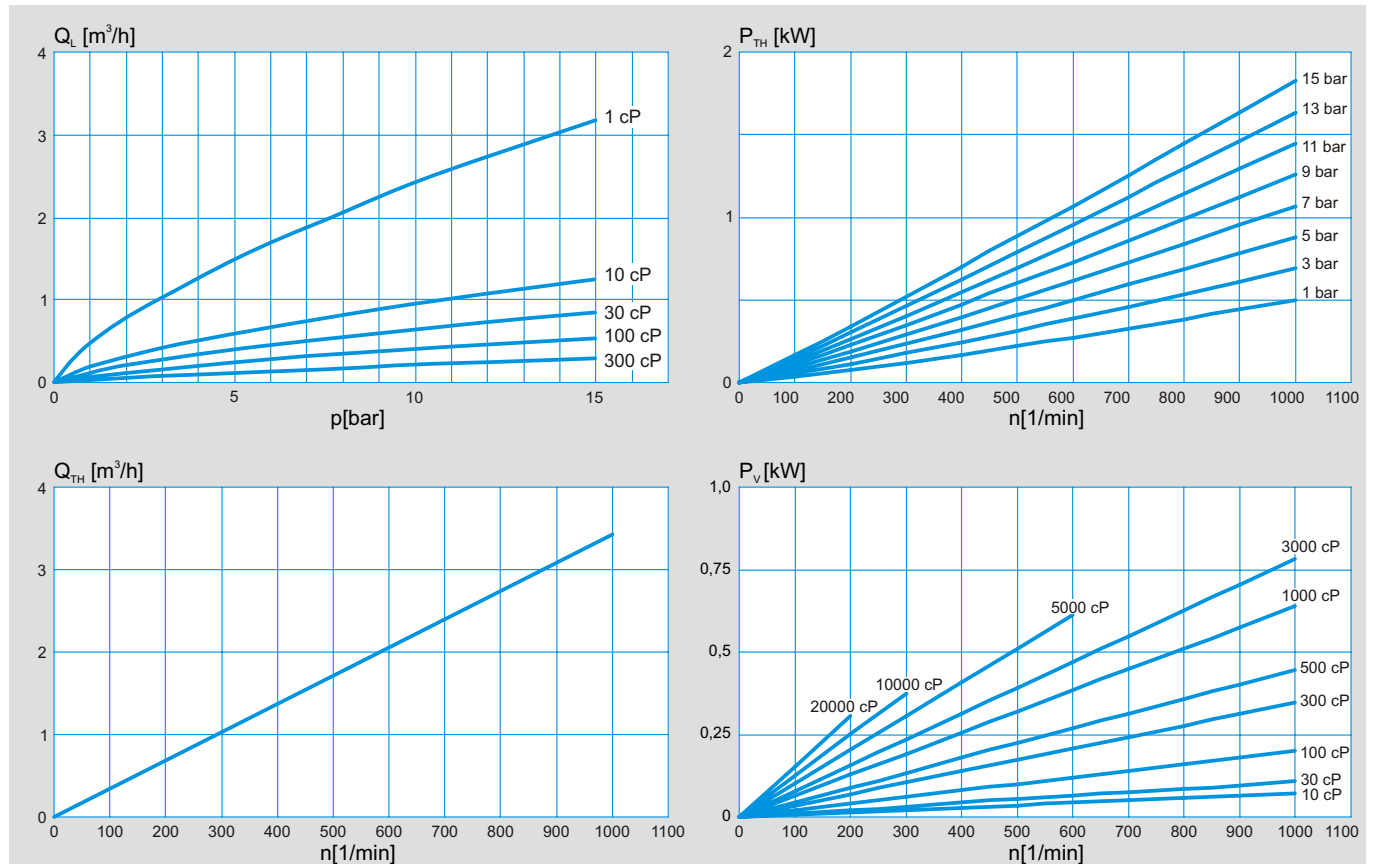 Q_L [m³/h]
4
3
2
1
0
1 cP
10 cP
30 cP
100 cP
300 cP
0 5 10 15
p[bar]
P_TH [kW]
2
1
0
15 bar
13 bar
11 bar
9 bar
7 bar
5 bar
3 bar
1 bar
0 100 200 300 400 500 600 700 800 900 1000 1100
n[1/min]
Q_TH [m³/h]
4
3
2
1
0
0 100 200 300 400 500 600 700 800 900 1000 1100
n[1/min]
P_V [kW]
1,0
0,75
0,5
0,25
0
20000 cP
10000 cP
5000 cP
3000 cP
1000 cP
500 cP
300 cP
100 cP
30 cP
10 cP
0 100 200 300 400 500 600 700 800 900 1000 1100
n[1/min]